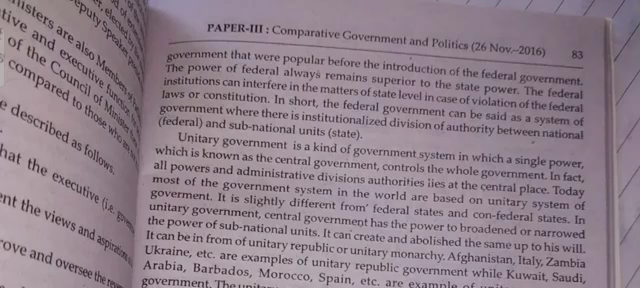 nisters are also Members of
Deputy Speaker,
tive and executive function
of the Council of Minister
compared to those who are
e described as follows.
hat the executive (i.e.,
ent the views and aspirations
rove and oversee the
PAPER-III : Comparative Government and Politics (26 Nov.–2016) 83
government that were popular before the introduction of the federal government.
The power of federal always remains superior to the state power. The federal
institutions can interfere in the matters of state level in case of violation of the federal
laws or constitution. In short, the federal government can be said as a system of
government where there is institutionalized division of authority between national
(federal) and sub-national units (state).
Unitary government is a kind of government system in which a single power,
which is known as the central government, controls the whole government. In fact,
all powers and administrative divisions authorities lies at the central place. Today
most of the government system in the world are based on unitary system of
goverment. It is slightly different from federal states and con-federal states. In
unitary government, central government has the power to broadened or narrowed
the power of sub-national units. It can create and abolished the same up to his will.
It can be in from of unitary republic or unitary monarchy. Afghanistan, Italy, Zambia
Ukraine, etc. are examples of unitary republic government while Kuwait, Saudi,
Arabia, Barbados, Morocco, Spain, etc. are example of
government. The